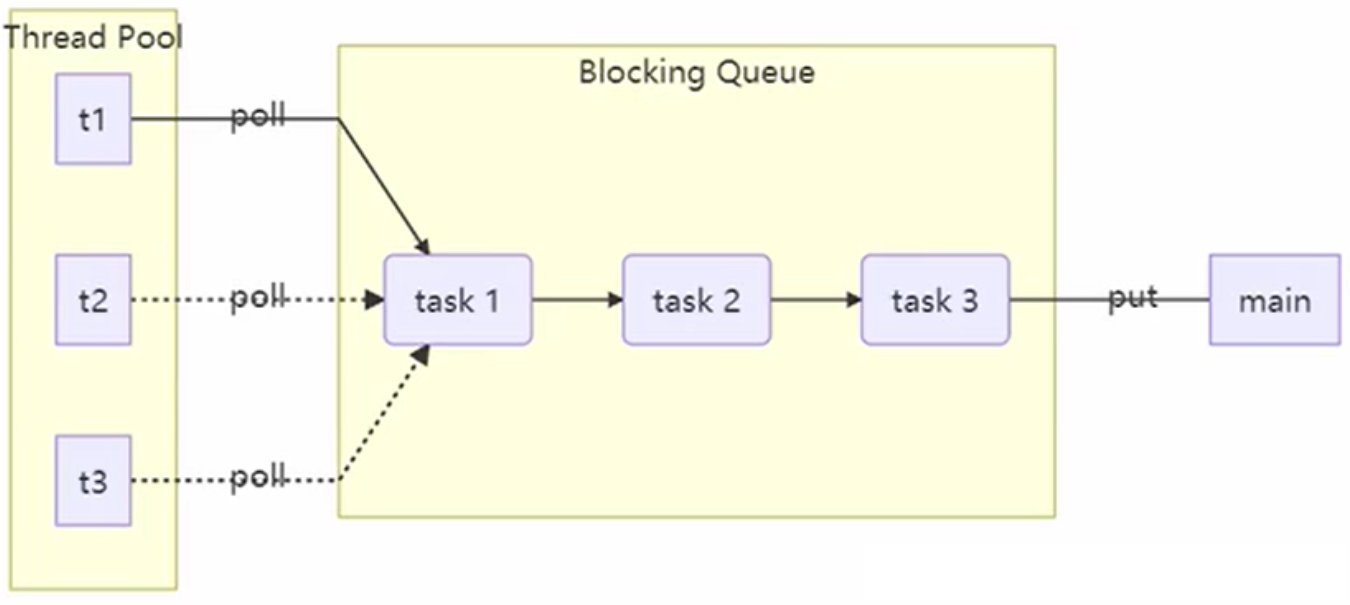 Thread Pool
Blocking Queue
t1
poll
t2
poll
task 1
task 2
task 3
put
main
t3
poll